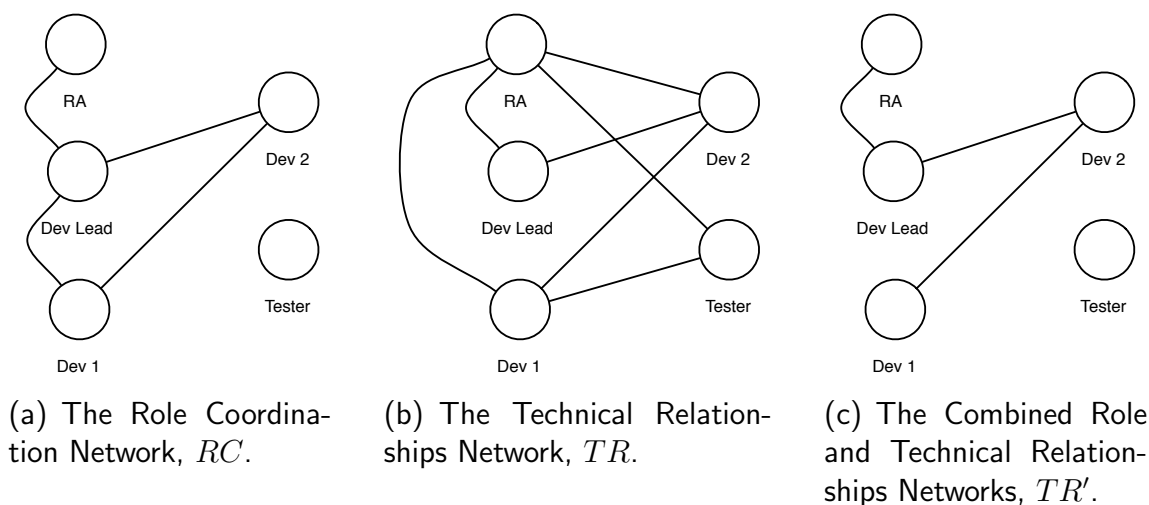 RA
Dev 2
Dev Lead
Tester
Dev 1
(a) The Role Coordina-
tion Network, RC.
RA
Dev 2
Dev Lead
Tester
Dev 1
(b) The Technical Relation-
ships Network, TR.
RA
Dev 2
Dev Lead
Tester
Dev 1
(c) The Combined Role
and Technical Relation-
ships Networks, TR′.